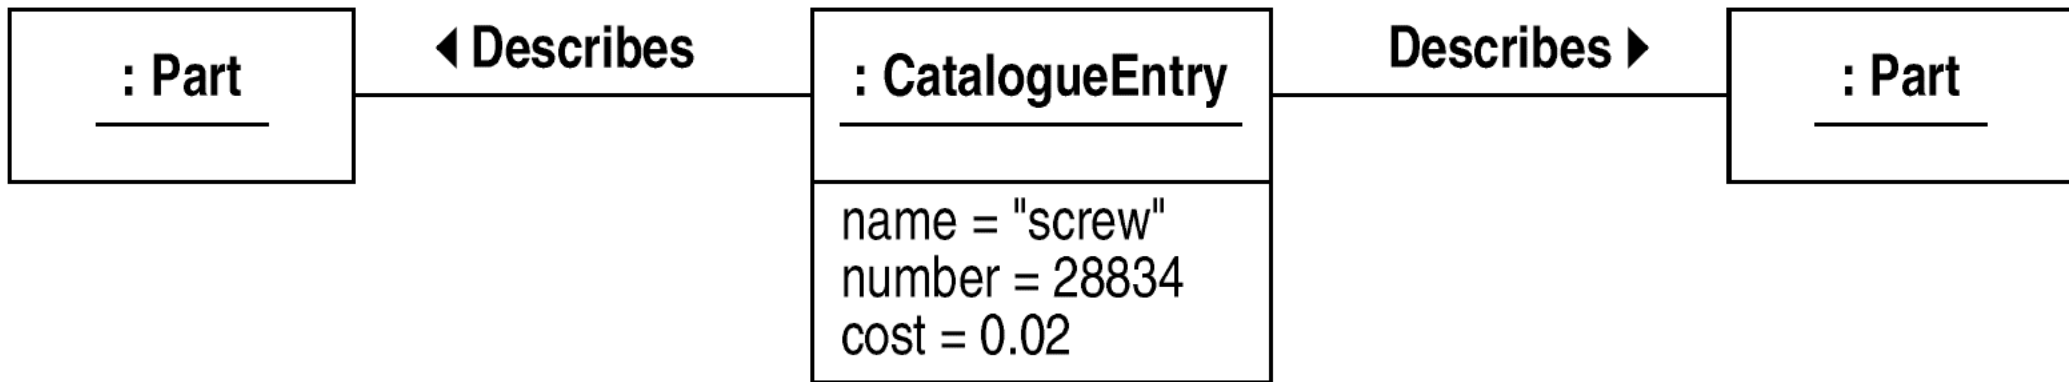 : Part
◀ Describes
: CatalogueEntry
Describes ▶
: Part
name = "screw"
number = 28834
cost = 0.02